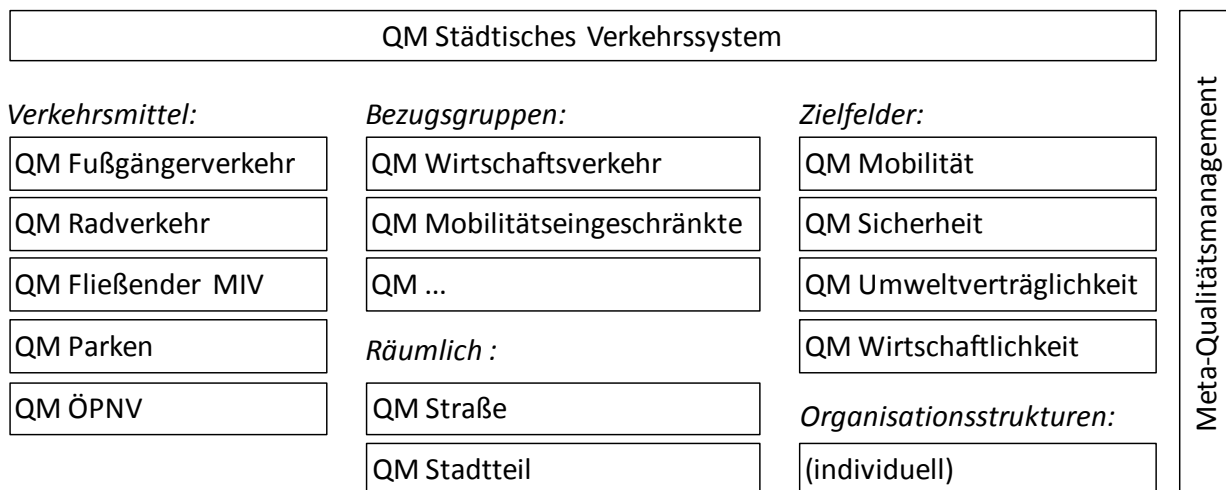 QM Städtisches Verkehrssystem
Verkehrsmittel:
QM Fußgängerverkehr
QM Radverkehr
QM Fließender MIV
QM Parken
QM ÖPNV
Bezugsgruppen:
QM Wirtschaftsverkehr
QM Mobilitätseingeschränkte
QM ...
Räumlich :
QM Straße
QM Stadtteil
Zielfelder:
QM Mobilität
QM Sicherheit
QM Umweltverträglichkeit
QM Wirtschaftlichkeit
Organisationsstrukturen:
(individuell)
Meta-Qualitätsmanagement